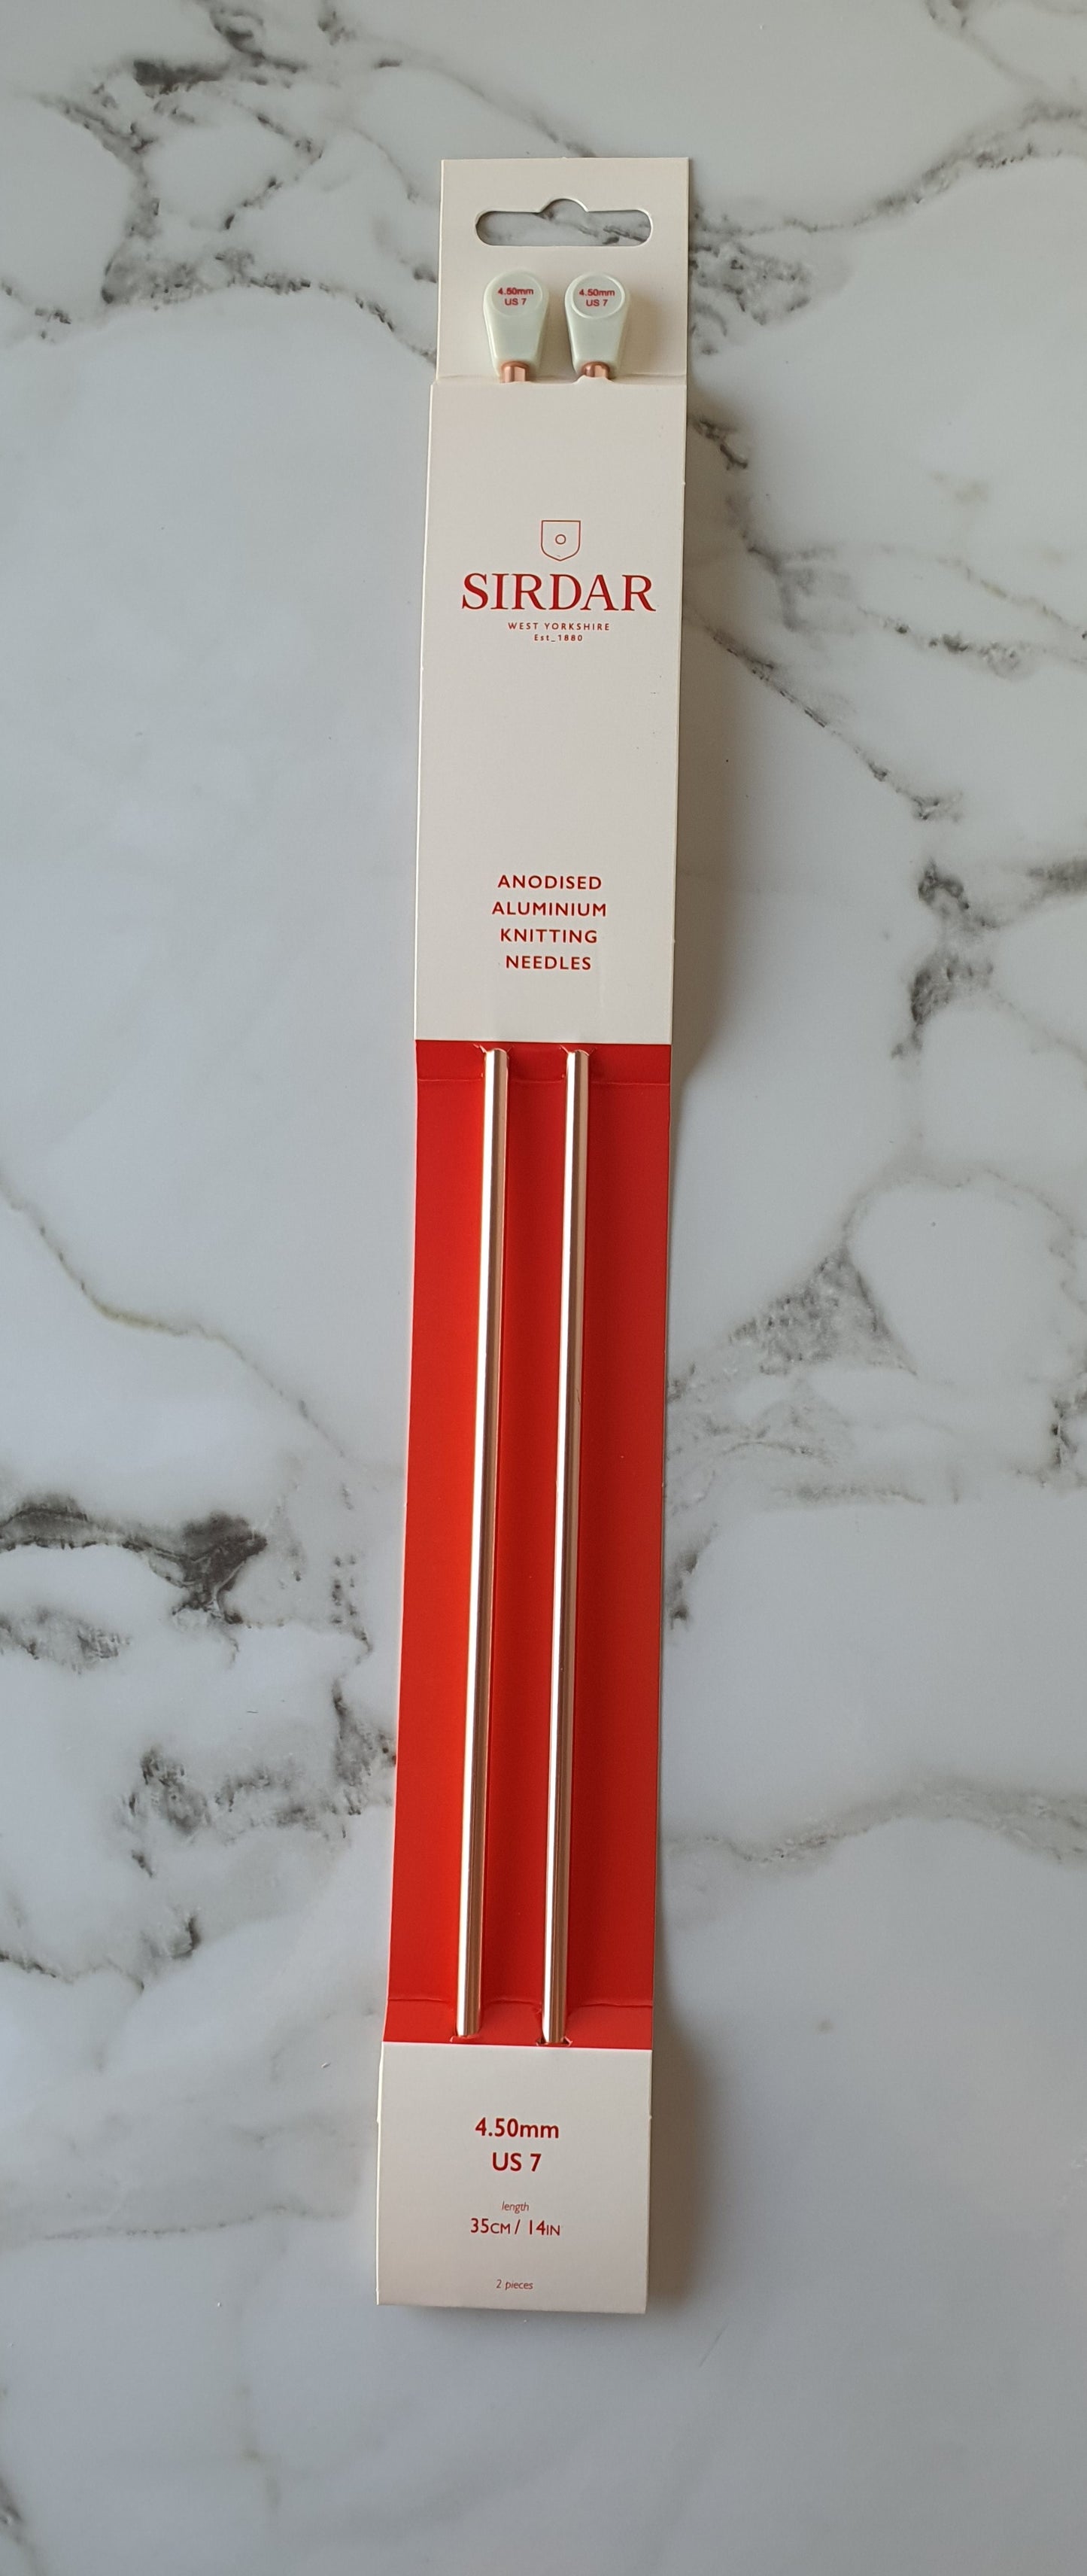 4.50mm
US 7
4.50mm
US 7
SIRDAR
WEST YORKSHIRE
Est_1880
ANODISED
ALUMINIUM
KNITTING
NEEDLES
4.50mm
US 7
length
35CM / 14IN
2 pieces